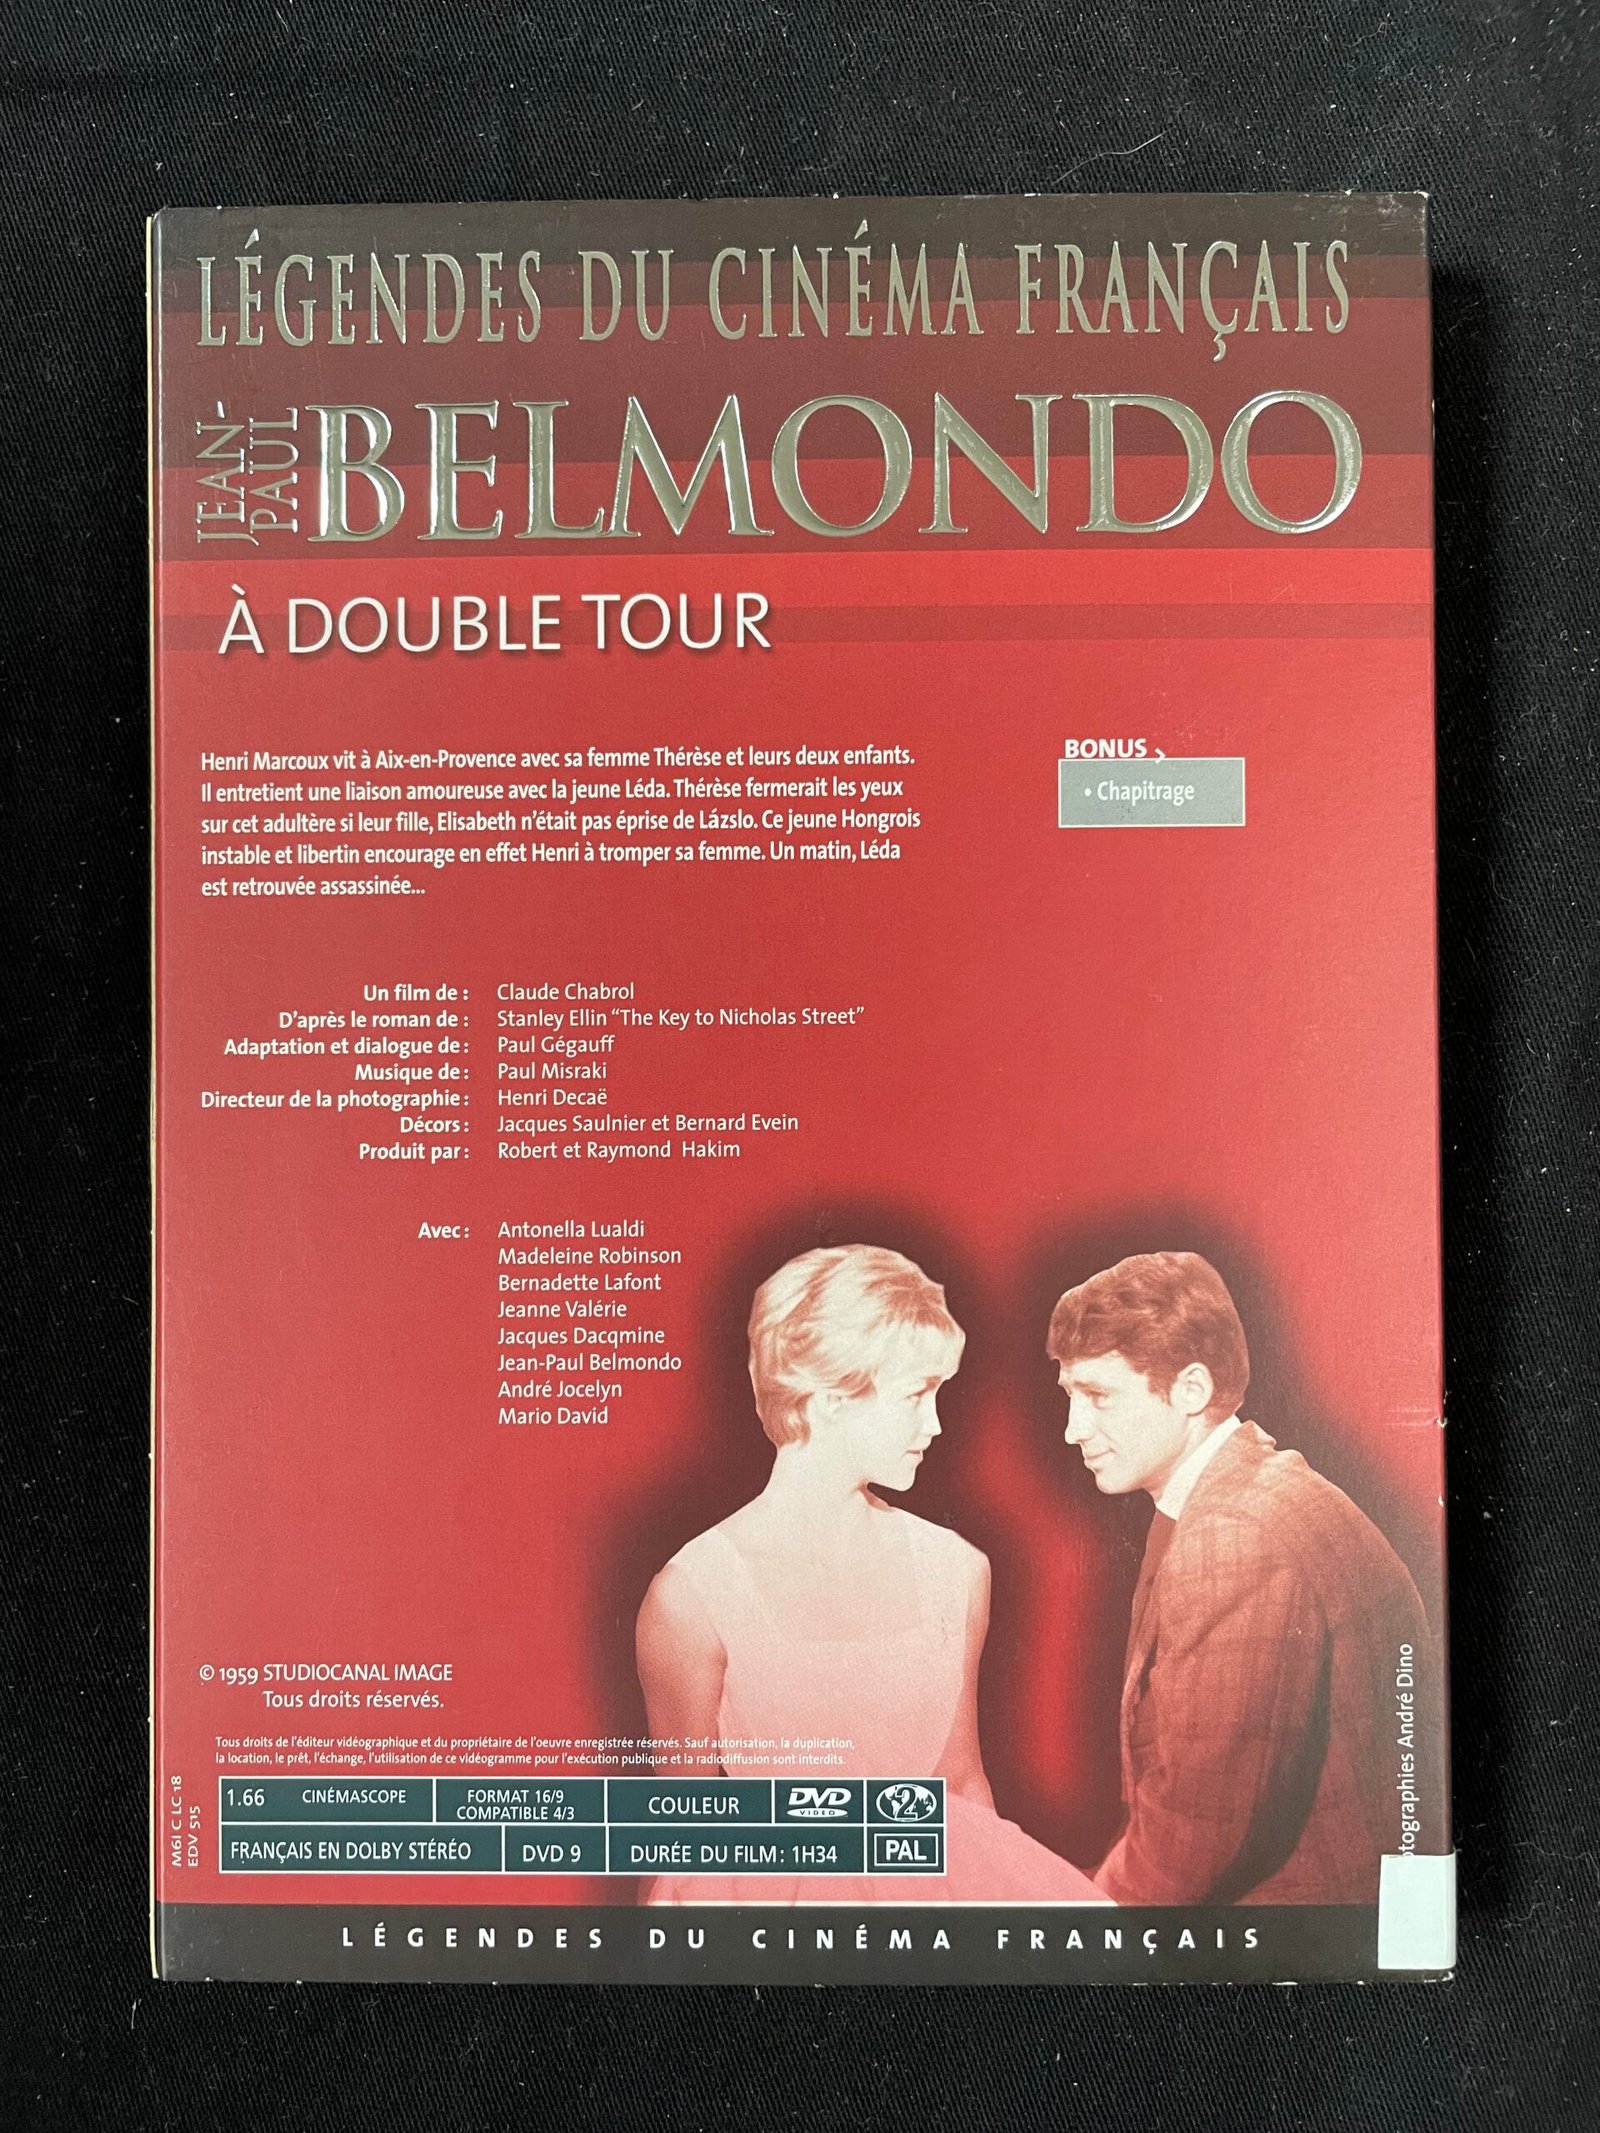 LÉGENDES DU CINÉMA FRANÇAIS
JEAN-
PAUL
BELMONDO
À DOUBLE TOUR
Henri Marcoux vit à Aix-en-Provence avec sa femme Thérèse et leurs deux enfants.
Il entretient une liaison amoureuse avec la jeune Léda. Thérèse fermerait les yeux
sur cet adultère si leur fille, Elisabeth n'était pas éprise de Lázslo. Ce jeune Hongrois
instable et libertin encourage en effet Henri à tromper sa femme. Un matin, Léda
est retrouvée assassinée...
BONUS
• Chapitrage
Un film de : Claude Chabrol
D'après le roman de : Stanley Ellin "The Key to Nicholas Street"
Adaptation et dialogue de : Paul Gégauff
Musique de : Paul Misraki
Directeur de la photographie : Henri Decaë
Décors : Jacques Saulnier et Bernard Evein
Produit par : Robert et Raymond Hakim
Avec : Antonella Lualdi
Madeleine Robinson
Bernadette Lafont
Jeanne Valérie
Jacques Dacqmine
Jean-Paul Belmondo
André Jocelyn
Mario David
© 1959 STUDIOCANAL IMAGE
Tous droits réservés.
Tous droits de l'éditeur vidéographique et du propriétaire de l'oeuvre enregistrée réservés. Sauf autorisation, la duplication,
la location, le prêt, l'échange, l'utilisation de ce vidéogramme pour l'exécution publique et la radiodiffusion sont interdits.
M6I C LC 18
EDV 515
1.66 CINÉMASCOPE
FORMAT 16/9
COMPATIBLE 4/3
COULEUR
DVD
VIDEO
2
FRANÇAIS EN DOLBY STÉRÉO
DVD 9
DURÉE DU FILM : 1H34
PAL
André Dino
LÉGENDES DU CINÉMA FRANÇAIS